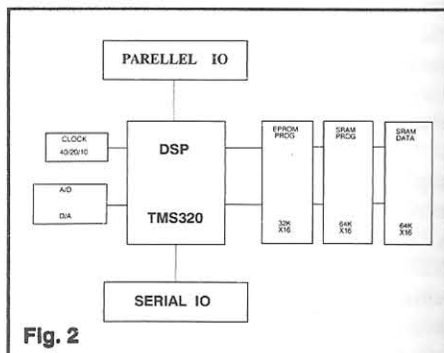 PARELLEL IO
CLOCK
40/20/10
A/D
D/A
DSP
TMS320
EPROM
PROG
32K
X16
SRAM
PROG
64K
X16
SRAM
DATA
64K
X16
SERIAL IO
Fig. 2